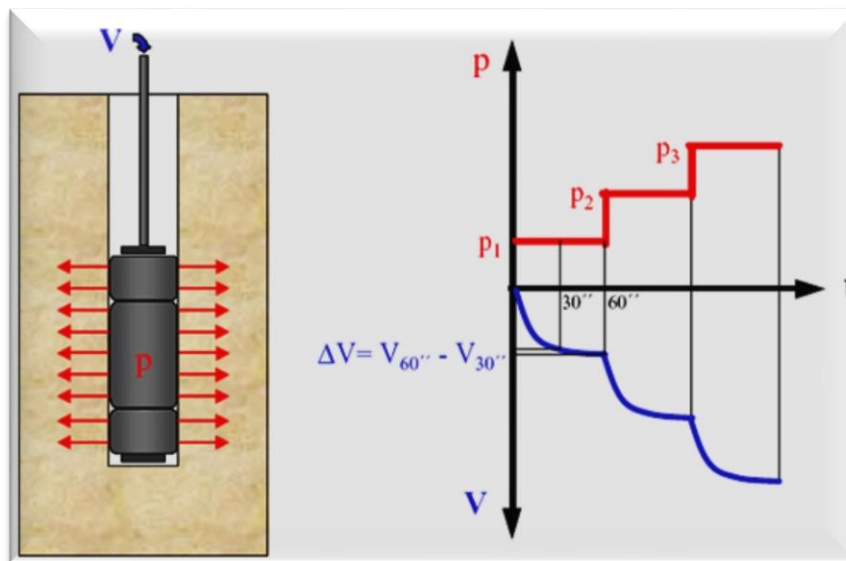 V
p
p
p₃
p₂
p₁
t
30´´ 60´´
ΔV= V₆₀´´ - V₃₀´´
V